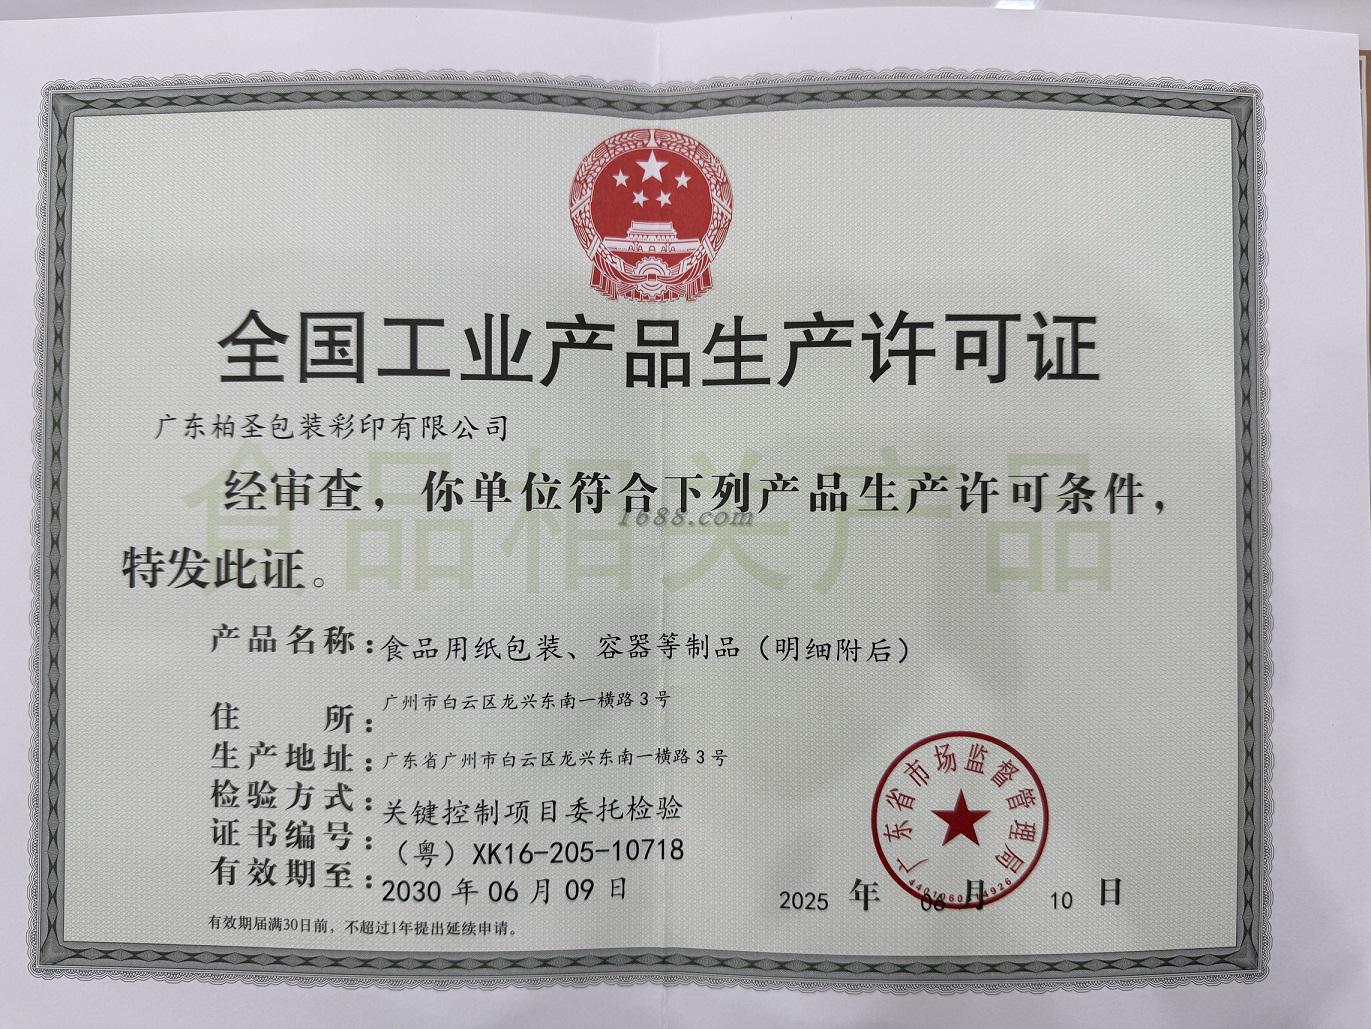 全国工业产品生产许可证
广东柏圣包装彩印有限公司
食品相关产品
经审查，你单位符合下列产品生产许可条件，
1688.com
特发此证。
产品名称：食品用纸包装、容器等制品（明细附后）
住所：广州市白云区龙兴东南一横路3号
生产地址：广东省广州市白云区龙兴东南一横路3号
检验方式：关键控制项目委托检验
证书编号：（粤）XK16-205-10718
有效期至：2030年06月09日
广东省市场监督管理局
2025年06月10日
有效期届满30日前，不超过1年提出延续申请。